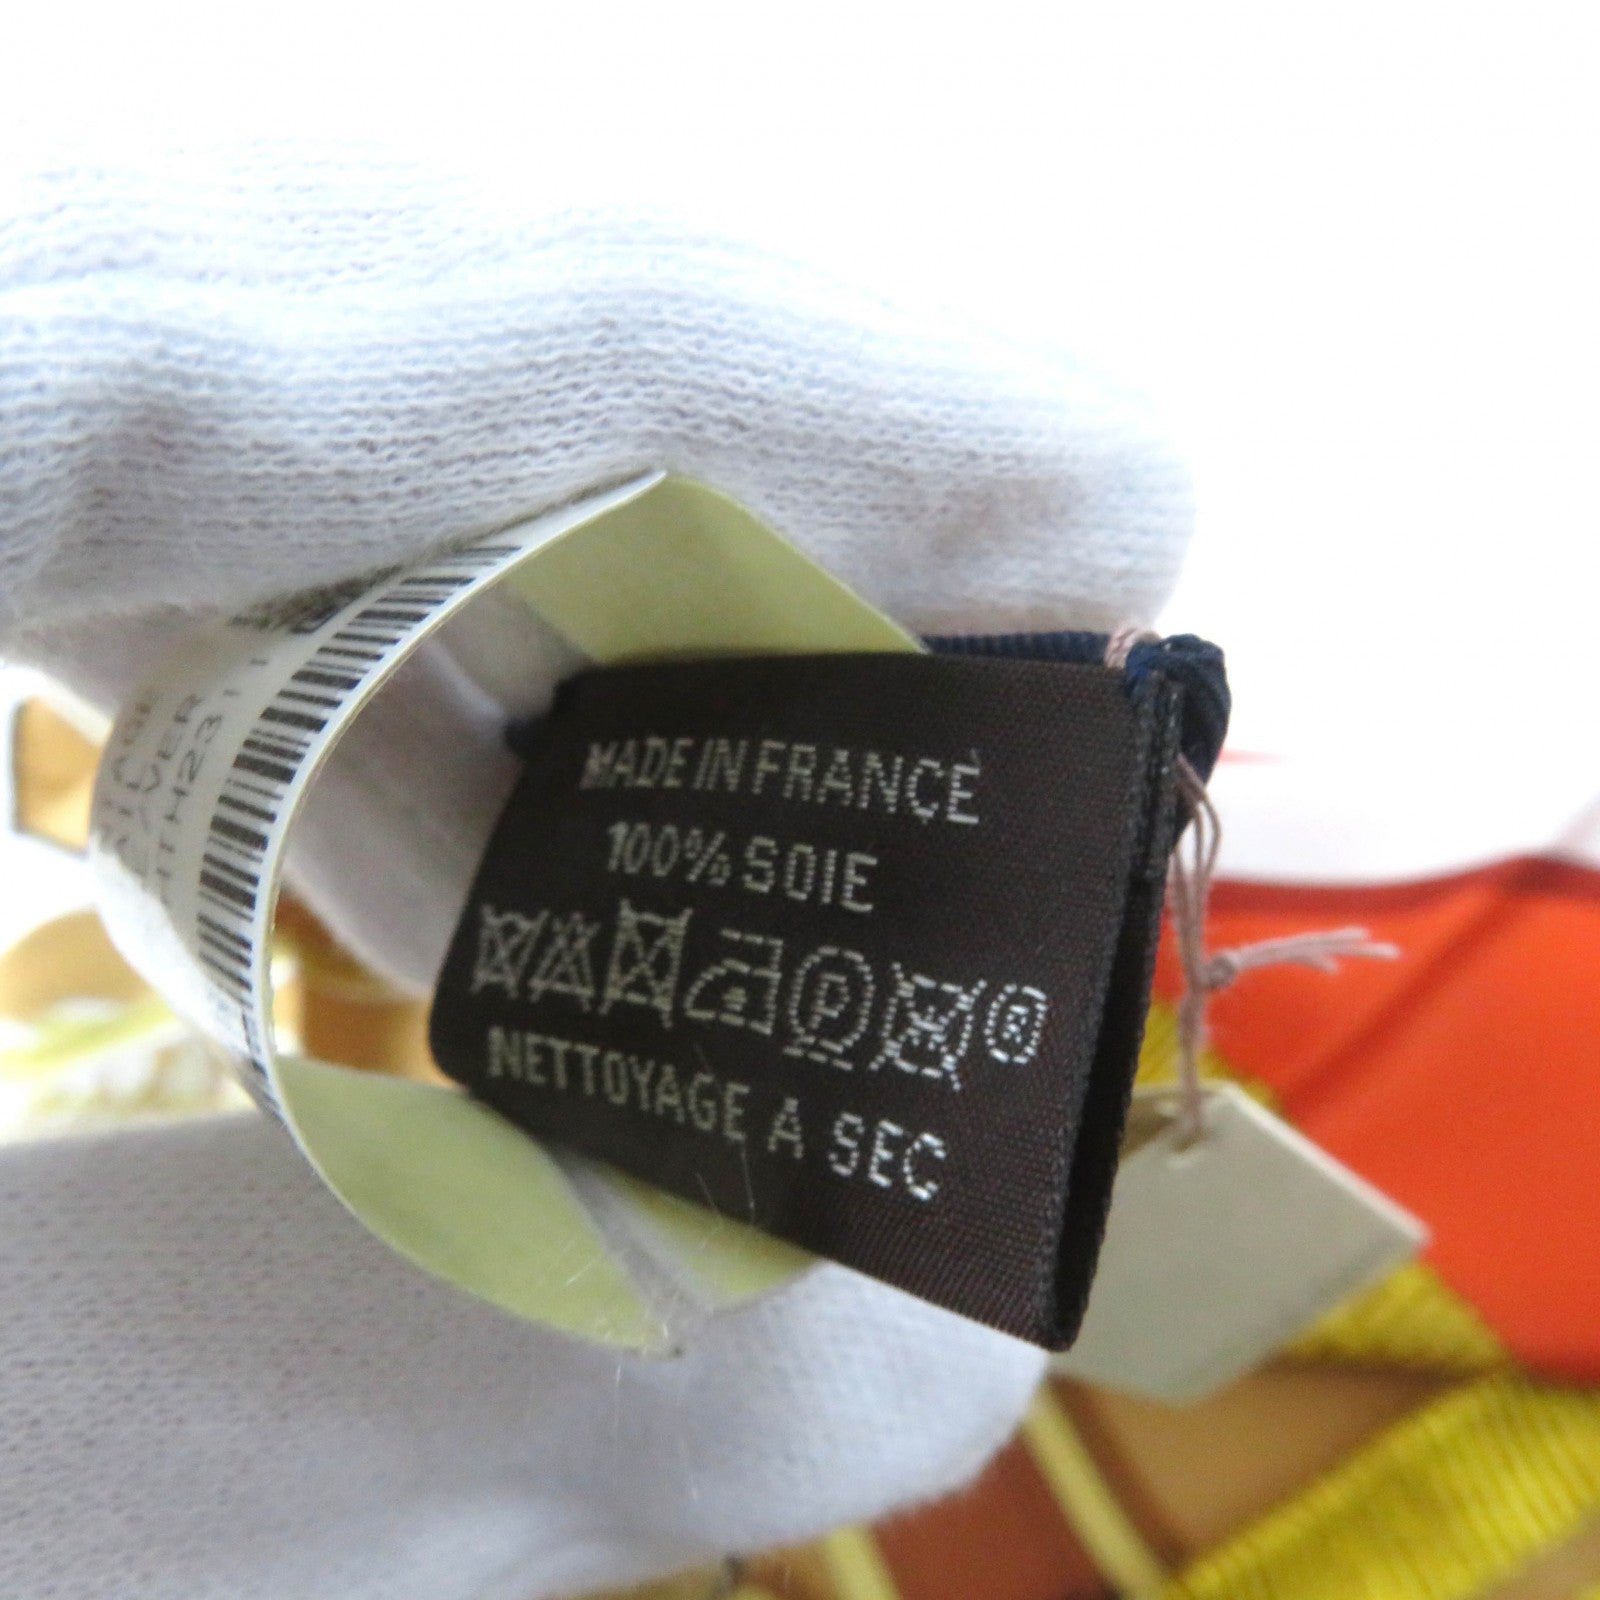 MADE IN FRANCE
100% SOIE
P
NETTOYAGE A SEC